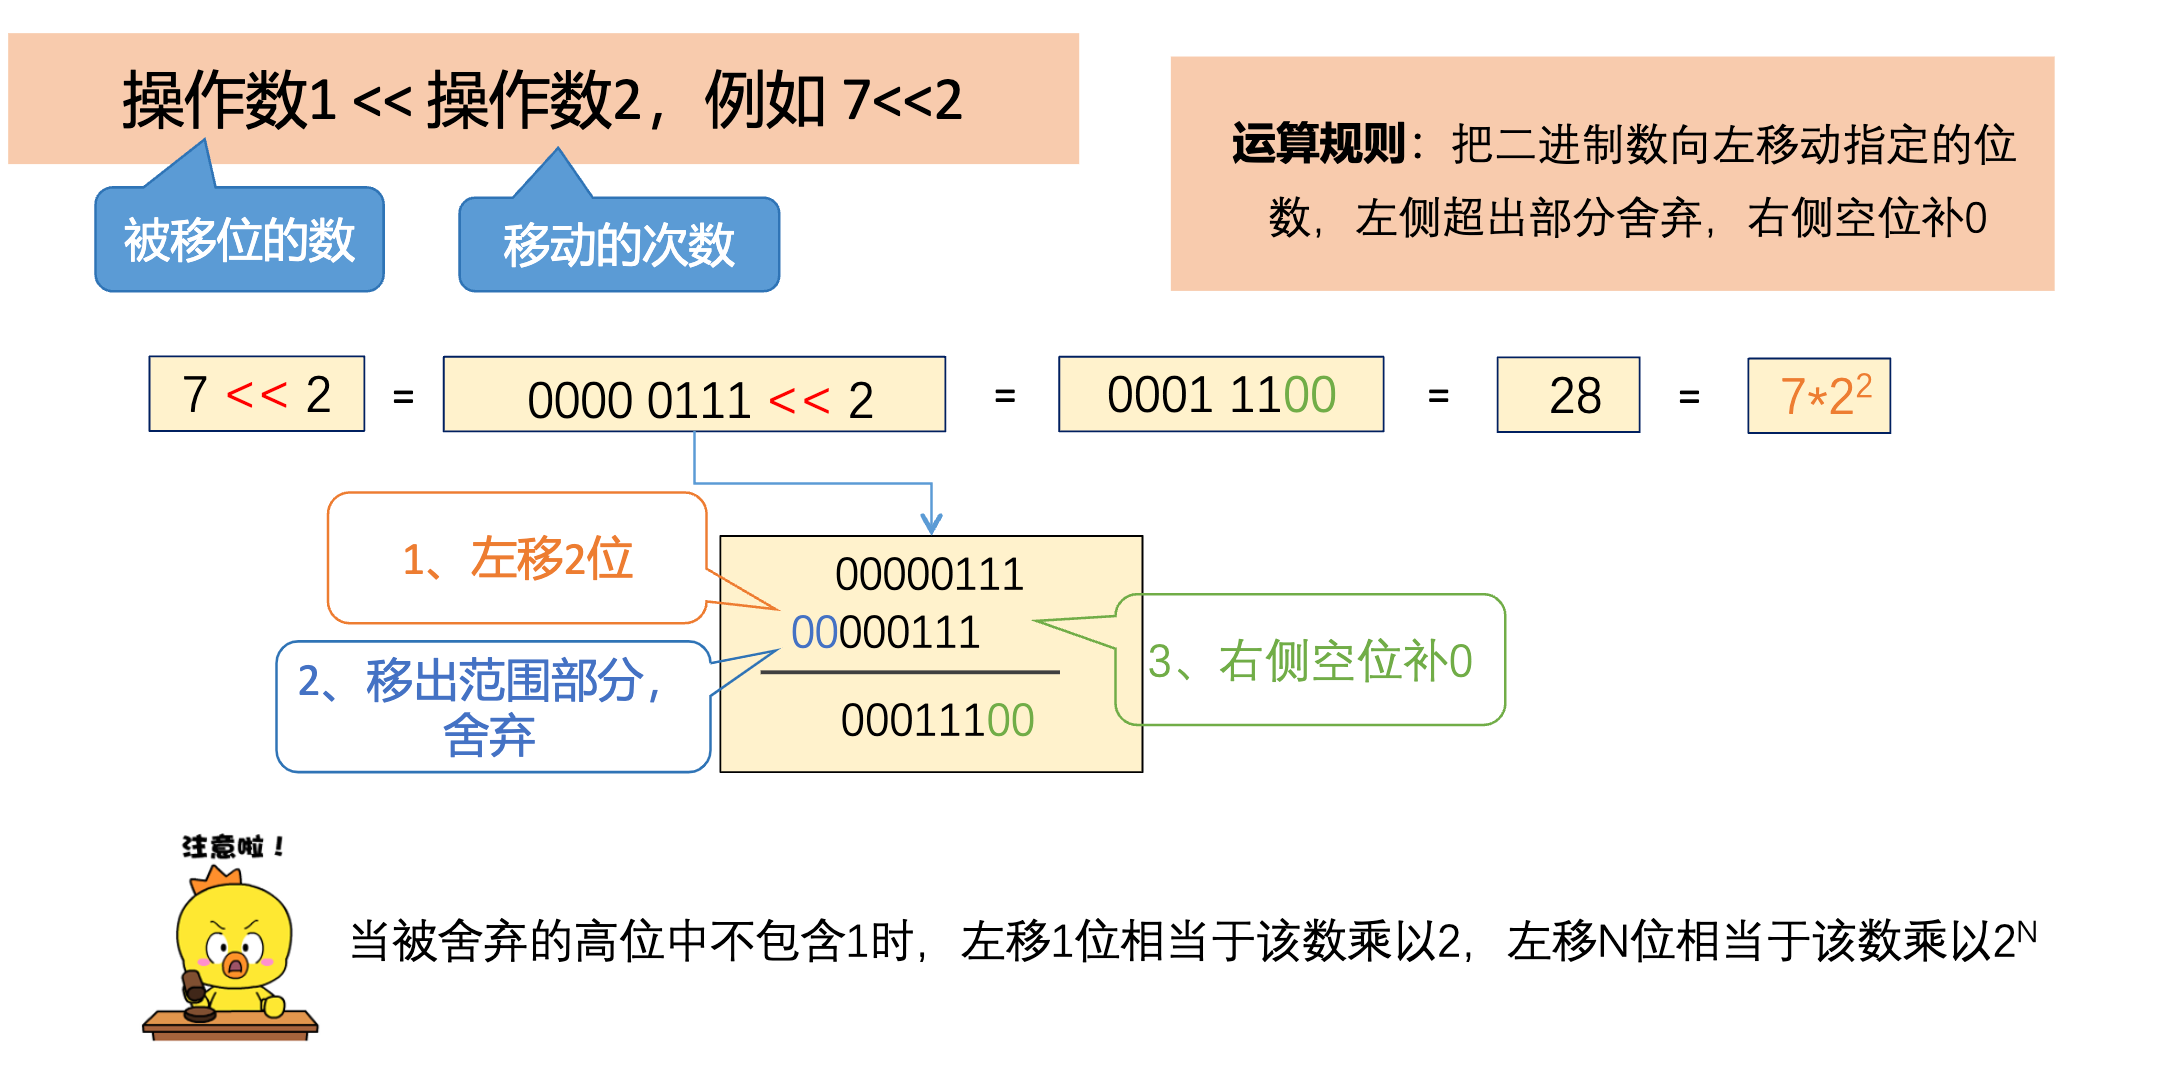 操作数1 << 操作数2，例如 7<<2
被移位的数
移动的次数
运算规则：把二进制数向左移动指定的位
数，左侧超出部分舍弃，右侧空位补0
7 << 2 = 0000 0111 << 2 = 0001 1100 = 28 = 7*2²
1、左移2位
2、移出范围部分，
舍弃
00000111
00000111
00011100
3、右侧空位补0
注意啦！
当被舍弃的高位中不包含1时，左移1位相当于该数乘以2，左移N位相当于该数乘以2ᴺ